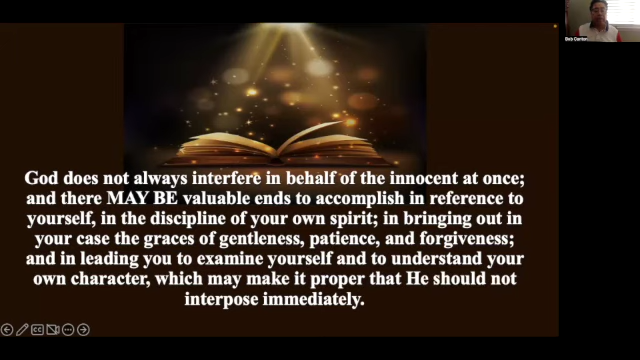 God does not always interfere in behalf of the innocent at once;
and there MAY BE valuable ends to accomplish in reference to
yourself, in the discipline of your own spirit; in bringing out in
your case the graces of gentleness, patience, and forgiveness;
and in leading you to examine yourself and to understand your
own character, which may make it proper that He should not
interpose immediately.
CC